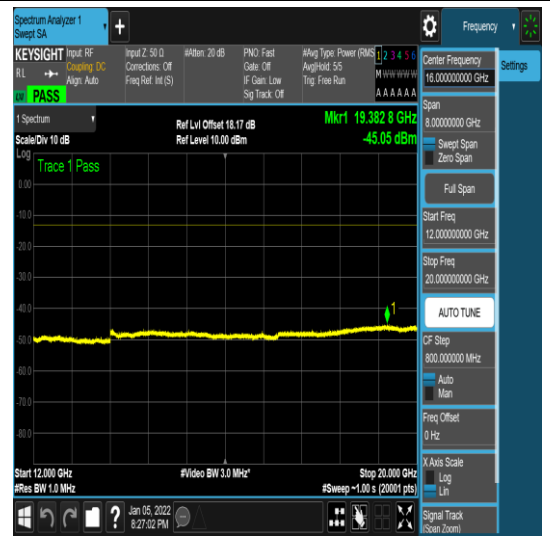 Spectrum Analyzer 1
Swept SA
+
Frequency
KEYSIGHT
Input: RF
Coupling: DC
Align: Auto
Input Z: 50 Ω
Corrections: Off
Freq Ref: Int (S)
#Atten: 20 dB
PNO: Fast
Gate: Off
IF Gain: Low
Sig Track: Off
#Avg Type: Power (RMS
Avg|Hold: 5/5
Trig: Free Run
1 2 3 4 5 6
M W W W W W
A A A A A A
RL
PASS
1 Spectrum
Scale/Div 10 dB
Ref Lvl Offset 18.17 dB
Ref Level 10.00 dBm
Mkr1 19.382 8 GHz
-45.05 dBm
Log
Trace 1 Pass
0.00
-10.0
-20.0
-30.0
-40.0
-50.0
-60.0
-70.0
-80.0
1
Start 12.000 GHz
#Res BW 1.0 MHz
#Video BW 3.0 MHz*
Stop 20.000 GHz
#Sweep ~1.00 s (20001 pts)
Center Frequency
16.000000000 GHz
Settings
Span
8.00000000 GHz
Swept Span
Zero Span
Full Span
Start Freq
12.000000000 GHz
Stop Freq
20.000000000 GHz
AUTO TUNE
CF Step
800.000000 MHz
Auto
Man
Freq Offset
0 Hz
X Axis Scale
Log
Lin
Signal Track
(Span Zoom)
?
Jan 05, 2022
8:27:02 PM